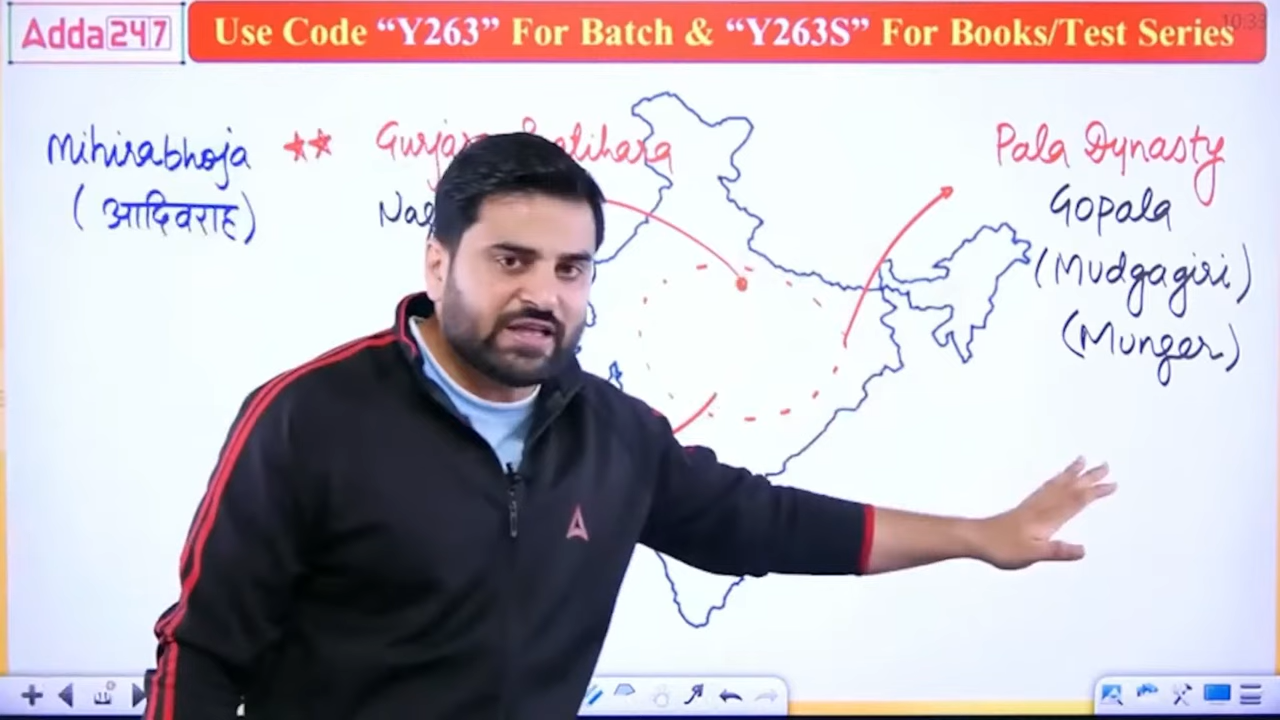 Adda247
Use Code “Y263” For Batch & “Y263S” For Books/Test Series
Mihirabhoja
(आदिवराह)
Pala Dynasty
Gopala
(Mudgagiri)
(Munger)